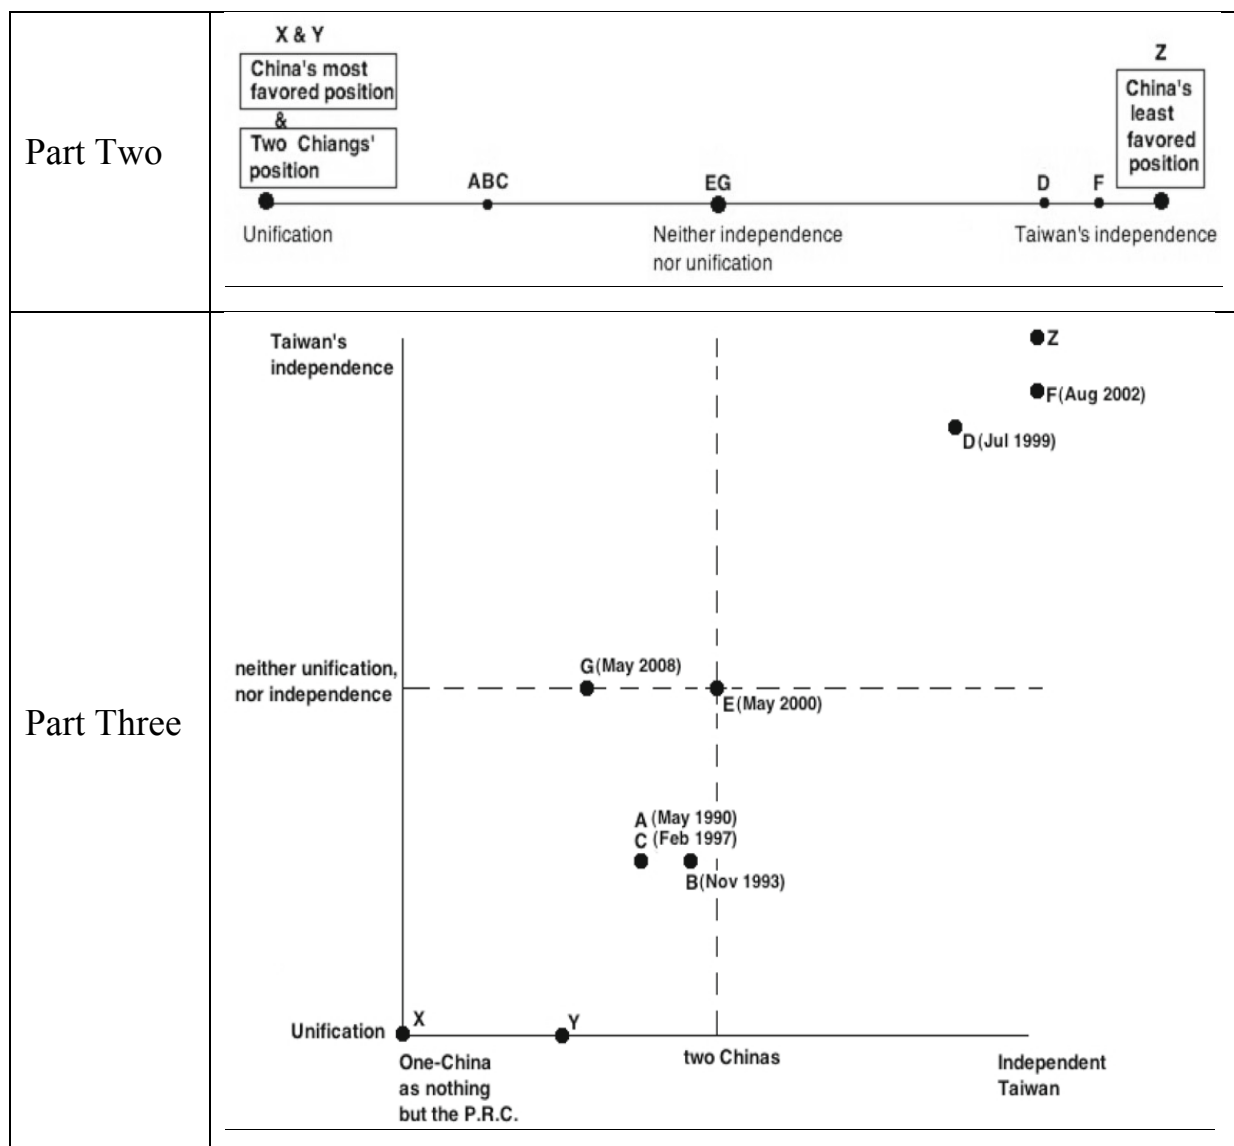 Part Two
X & Y
China's most
favored position
&
Two Chiangs'
position
Z
China's
least
favored
position
ABC
EG
D
F
Unification
Neither independence
nor unification
Taiwan's independence
Part Three
Taiwan's
independence
Z
F(Aug 2002)
D(Jul 1999)
neither unification,
nor independence
G(May 2008)
E(May 2000)
A (May 1990)
C (Feb 1997)
B(Nov 1993)
Unification
X
Y
One-China
as nothing
but the P.R.C.
two Chinas
Independent
Taiwan